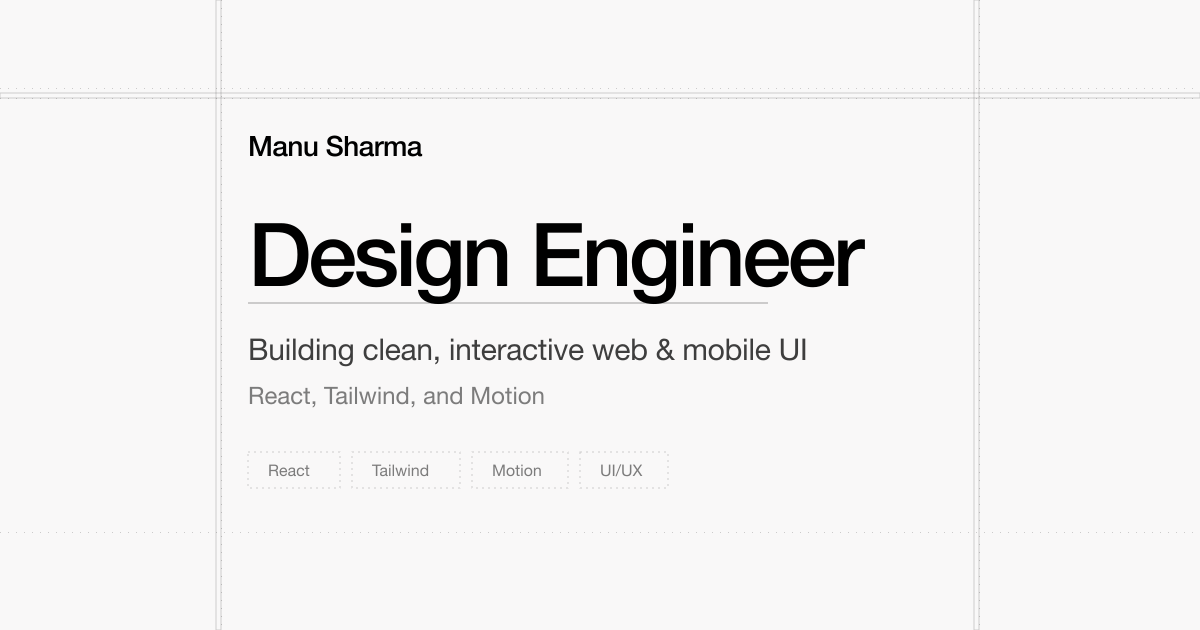 Manu Sharma
Design Engineer
Building clean, interactive web & mobile UI
React, Tailwind, and Motion
React Tailwind Motion UI/UX